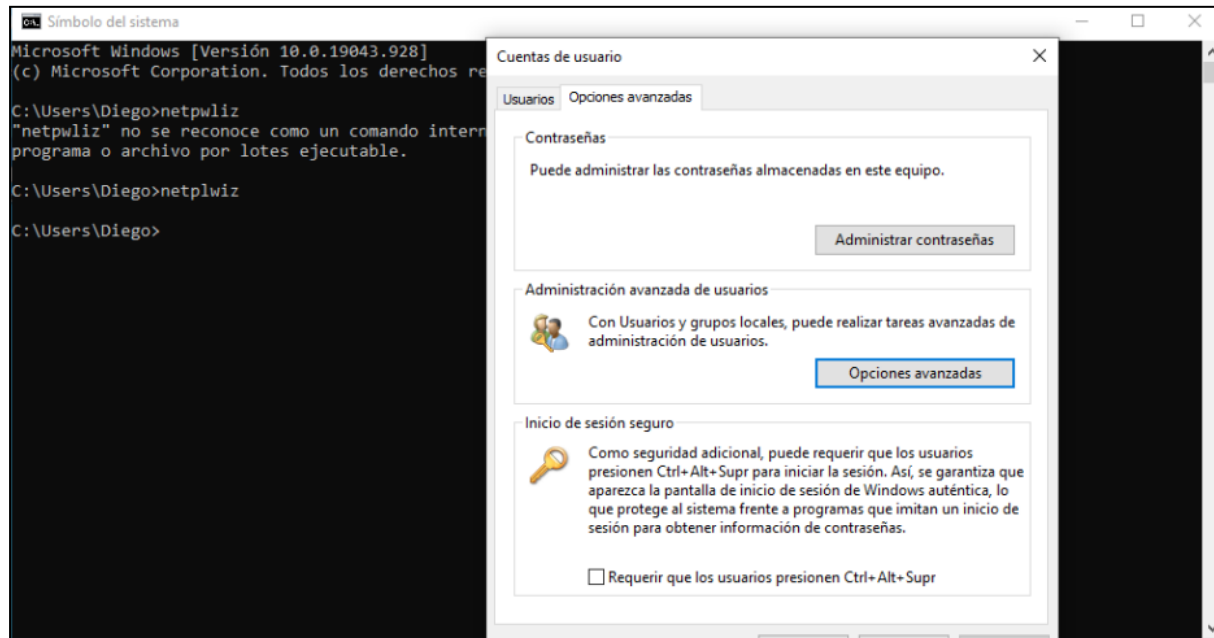 Símbolo del sistema
Microsoft Windows [Versión 10.0.19043.928]
(c) Microsoft Corporation. Todos los derechos re
C:\Users\Diego>netpwliz
"netpwliz" no se reconoce como un comando intern
programa o archivo por lotes ejecutable.
C:\Users\Diego>netplwiz
C:\Users\Diego>
Cuentas de usuario
Usuarios Opciones avanzadas
Contraseñas
Puede administrar las contraseñas almacenadas en este equipo.
Administrar contraseñas
Administración avanzada de usuarios
Con Usuarios y grupos locales, puede realizar tareas avanzadas de
administración de usuarios.
Opciones avanzadas
Inicio de sesión seguro
Como seguridad adicional, puede requerir que los usuarios
presionen Ctrl+Alt+Supr para iniciar la sesión. Así, se garantiza que
aparezca la pantalla de inicio de sesión de Windows auténtica, lo
que protege al sistema frente a programas que imitan un inicio de
sesión para obtener información de contraseñas.
Requerir que los usuarios presionen Ctrl+Alt+Supr